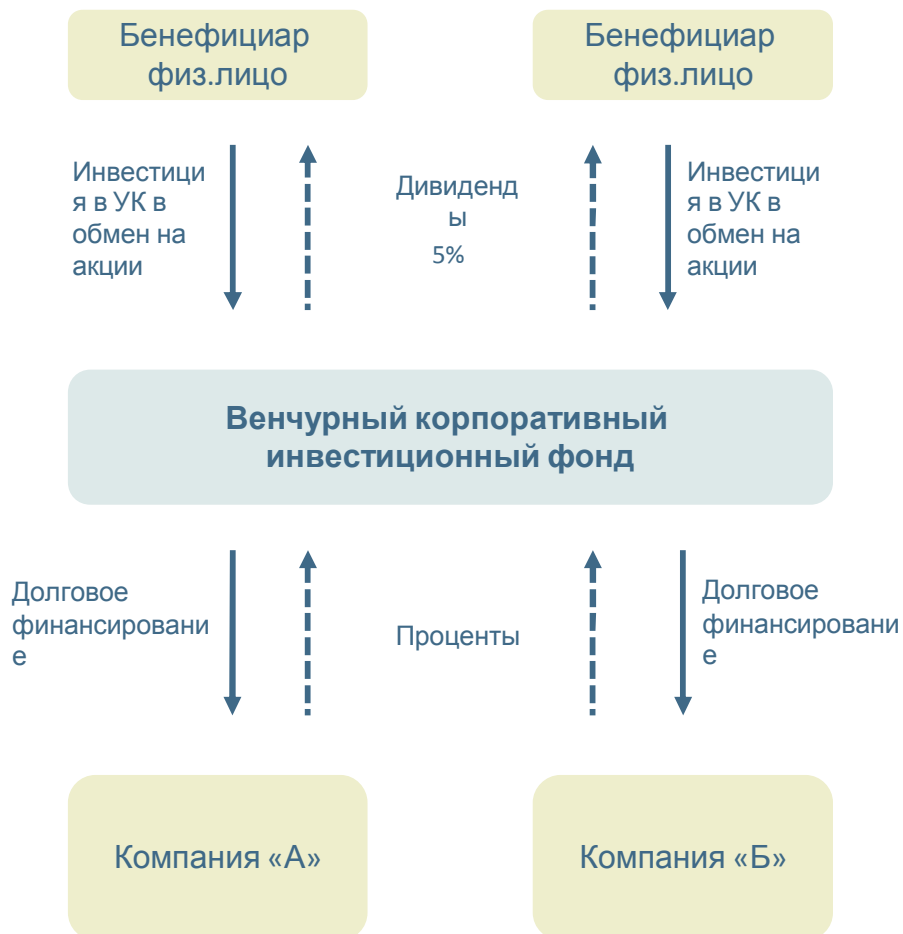 Бенефициар
физ.лицо
Бенефициар
физ.лицо
Инвестици
я в УК в
обмен на
акции
Дивиденд
ы
5%
Инвестици
я в УК в
обмен на
акции
Венчурный корпоративный
инвестиционный фонд
Долговое
финансировани
е
Проценты
Долговое
финансировани
е
Компания «А»
Компания «Б»